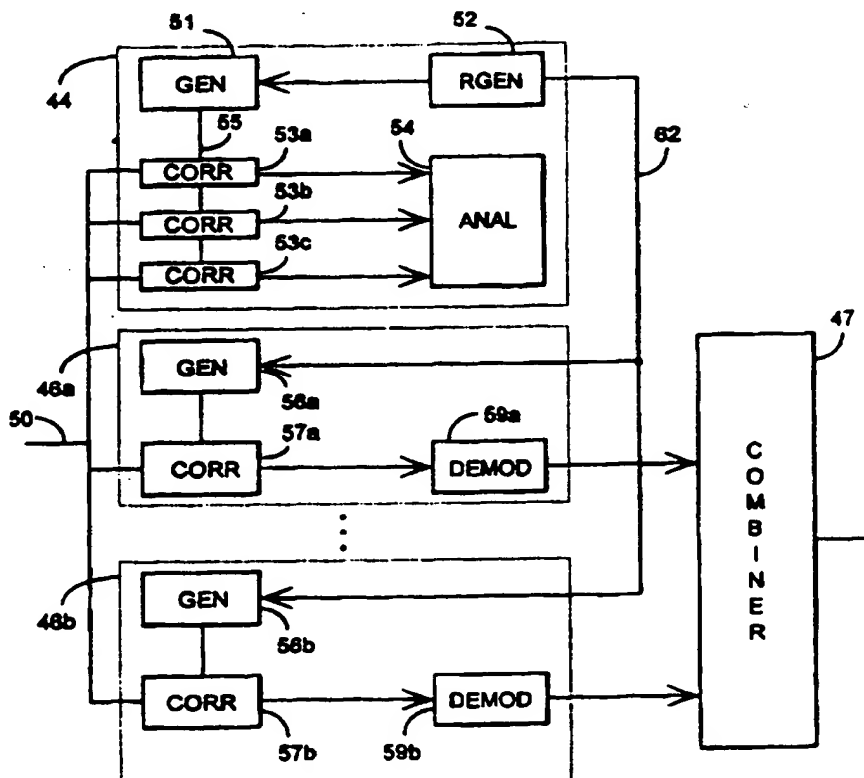 51
52
44
GEN
RGEN
55
53a
54
62
CORR
53b
CORR
ANAL
53c
CORR
47
46a
GEN
56a
59a
50
57a
CORR
DEMOD
COMBINER
46b
GEN
56b
CORR
DEMOD
57b
59b